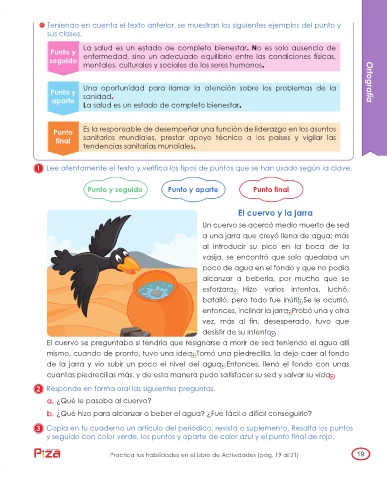 Teniendo en cuenta el texto anterior, se muestran los siguientes ejemplos del punto y
sus clases.
Punto y
seguido
La salud es un estado de completo bienestar. No es solo ausencia de
enfermedad, sino un adecuado equilibrio entre las condiciones físicas,
mentales, culturales y sociales de los seres humanos.
Punto y
aparte
Una oportunidad para llamar la atención sobre los problemas de la
sanidad.
La salud es un estado de completo bienestar.
Punto
final
Es la responsable de desempeñar una función de liderazgo en los asuntos
sanitarios mundiales, prestar apoyo técnico a los países y vigilar las
tendencias sanitarias mundiales.
Ortografía
1 Lee atentamente el texto y verifica los tipos de puntos que se han usado según la clave.
Punto y seguido
Punto y aparte
Punto final
El cuervo y la jarra
Un cuervo se acercó medio muerto de sed
a una jarra que creyó llena de agua; más
al introducir su pico en la boca de la
vasija, se encontró que solo quedaba un
poco de agua en el fondo y que no podía
alcanzar a beberla, por mucho que se
esforzara. Hizo varios intentos, luchó,
batalló, pero todo fue inútil. Se le ocurrió,
entonces, inclinar la jarra. Probó una y otra
vez, más al fin, desesperado, tuvo que
desistir de su intento.
El cuervo se preguntaba si tendría que resignarse a morir de sed teniendo el agua allí
mismo, cuando de pronto, tuvo una idea. Tomó una piedrecilla, la dejo caer al fondo
de la jarra y vio subir un poco el nivel del agua. Entonces, llenó el fondo con unas
cuantas piedrecillas más, y de esta manera pudo satisfacer su sed y salvar su vida.
2 Responde en forma oral las siguientes preguntas.
a. ¿Qué le pasaba al cuervo?
b. ¿Qué hizo para alcanzar a beber el agua? ¿Fue fácil o difícil conseguirlo?
3 Copia en tu cuaderno un artículo del periódico, revista o suplemento. Resalta los puntos
y seguido con color verde, los puntos y aparte de color azul y el punto final de rojo.
Piza
Practica tus habilidades en el Libro de Actividades (pág. 19 al 21)
19